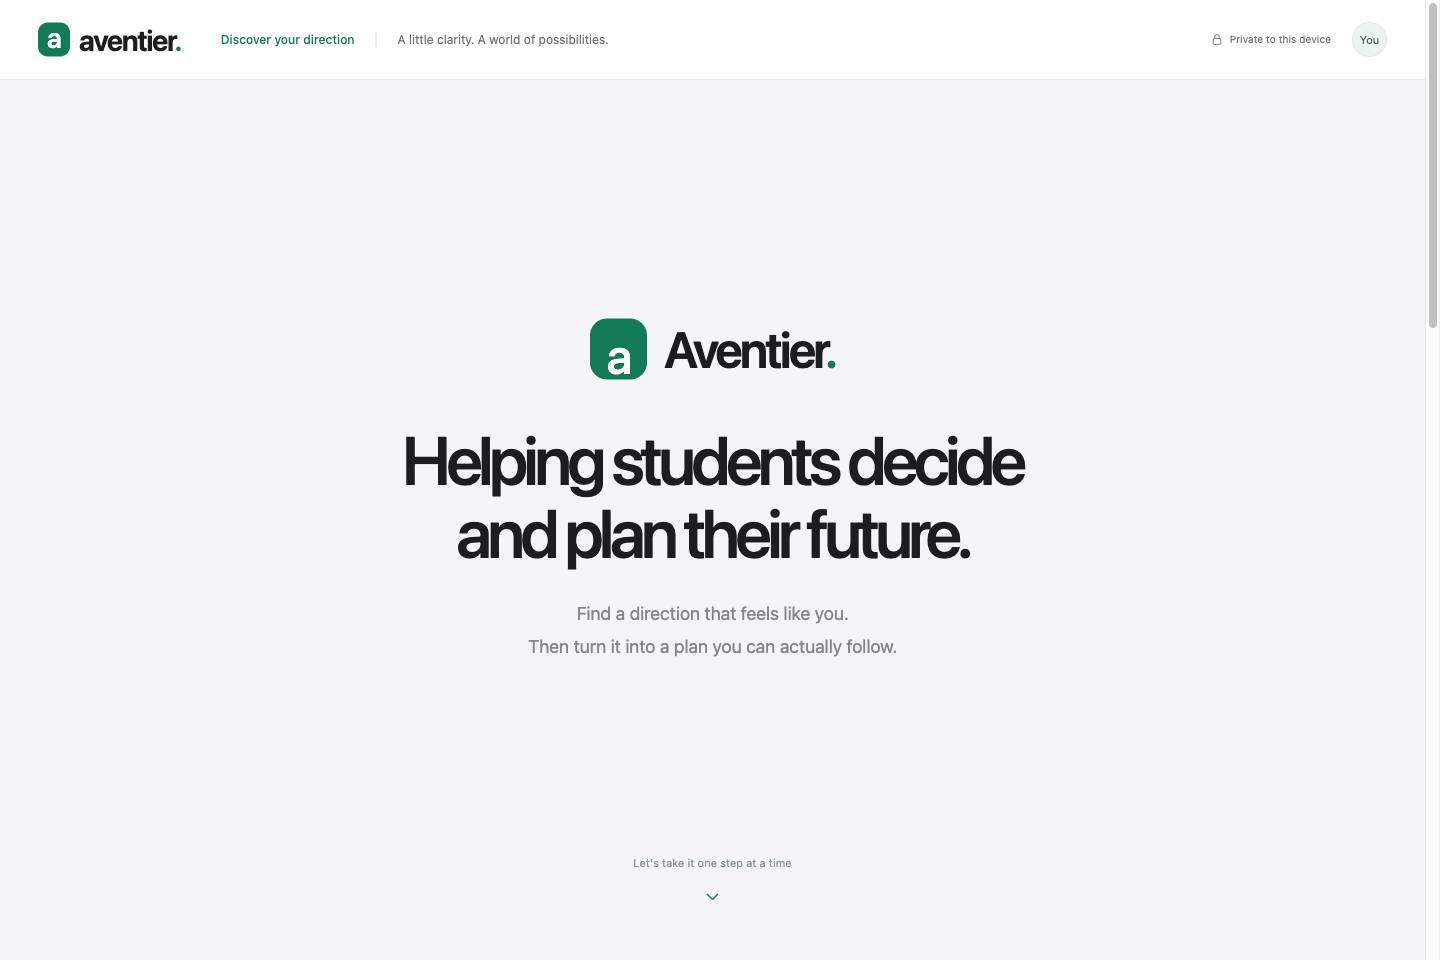 a aventier.
Discover your direction
A little clarity. A world of possibilities.
Private to this device
You
a Aventier.
Helping students decide
and plan their future.
Find a direction that feels like you.
Then turn it into a plan you can actually follow.
Let's take it one step at a time